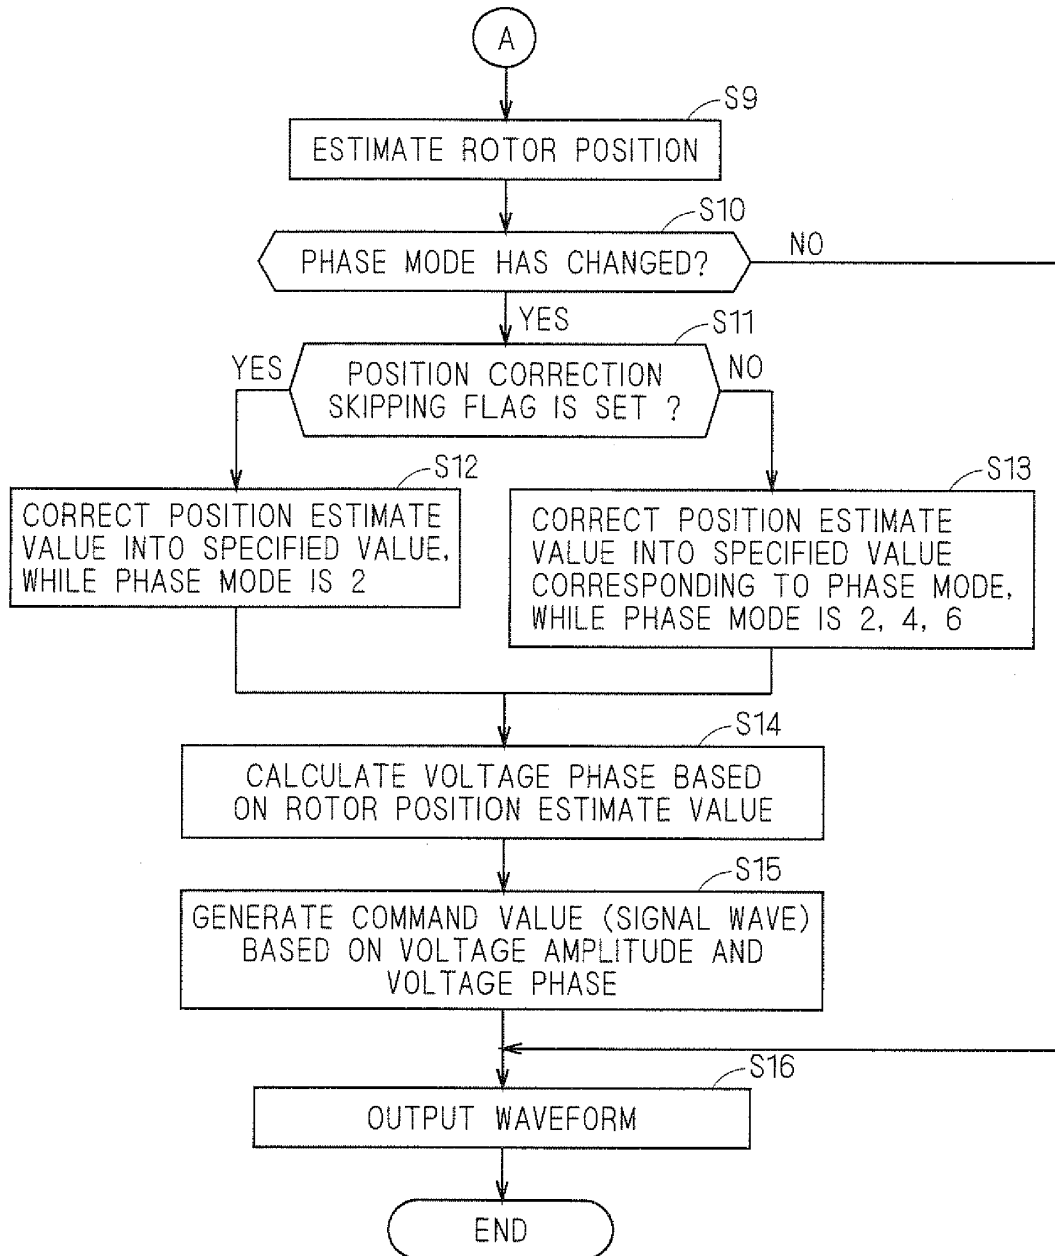 A
S9
ESTIMATE ROTOR POSITION
S10
PHASE MODE HAS CHANGED?
NO
YES
S11
YES
POSITION CORRECTION
SKIPPING FLAG IS SET ?
NO
S12
CORRECT POSITION ESTIMATE
VALUE INTO SPECIFIED VALUE,
WHILE PHASE MODE IS 2
S13
CORRECT POSITION ESTIMATE
VALUE INTO SPECIFIED VALUE
CORRESPONDING TO PHASE MODE,
WHILE PHASE MODE IS 2, 4, 6
S14
CALCULATE VOLTAGE PHASE BASED
ON ROTOR POSITION ESTIMATE VALUE
S15
GENERATE COMMAND VALUE (SIGNAL WAVE)
BASED ON VOLTAGE AMPLITUDE AND
VOLTAGE PHASE
S16
OUTPUT WAVEFORM
END